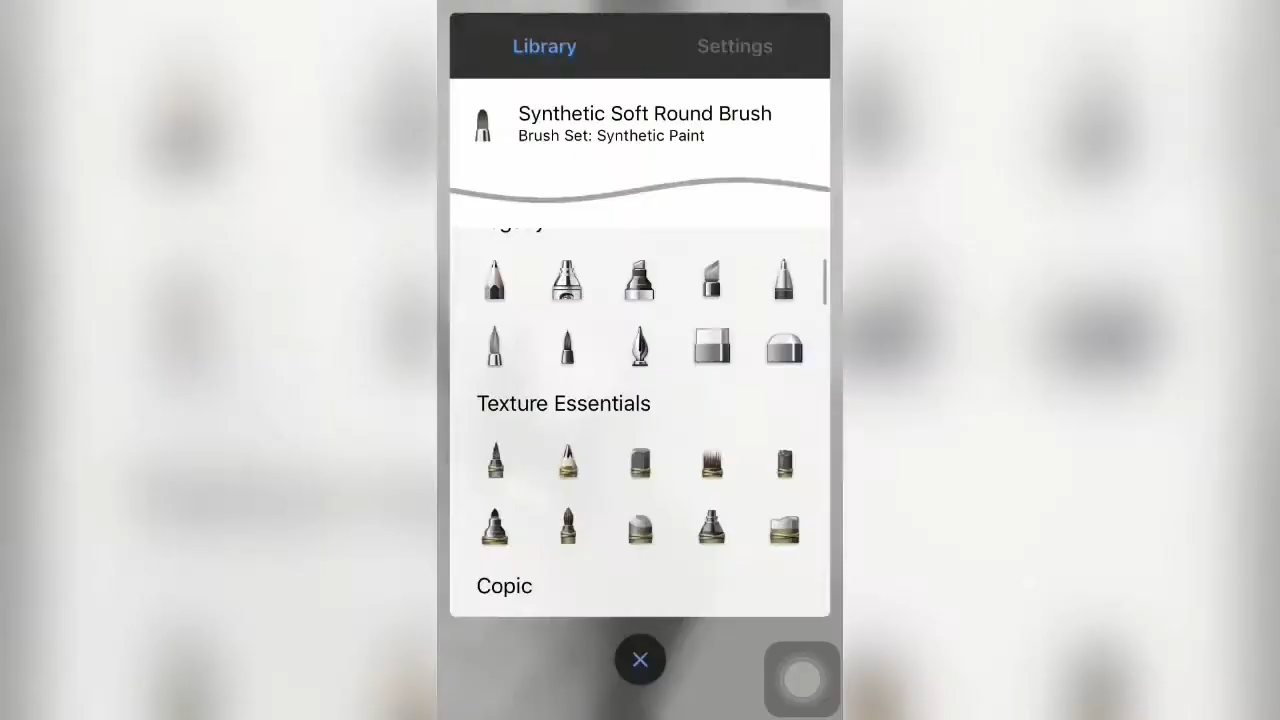 Library
Settings
Synthetic Soft Round Brush
Brush Set: Synthetic Paint
Texture Essentials
Copic